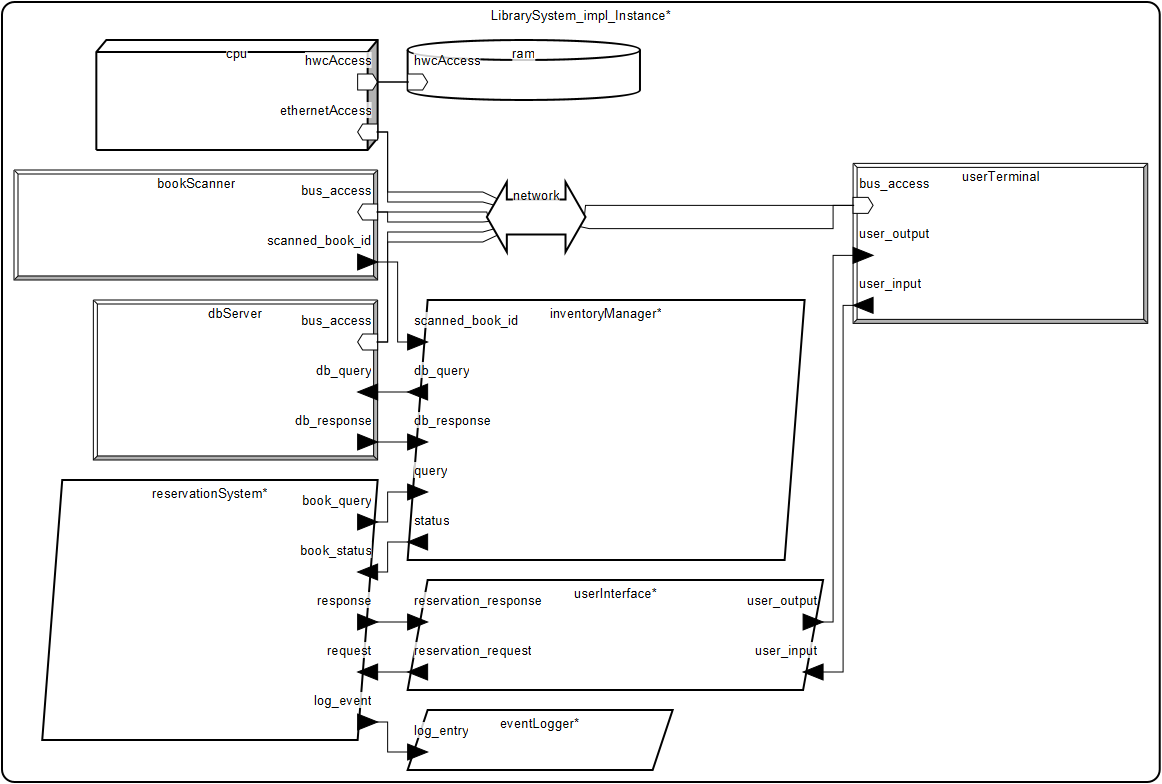 LibrarySystem_impl_Instance*
cpu
hwcAccess
ethernetAccess
hwcAccess
ram
bookScanner
bus_access
scanned_book_id
network
userTerminal
bus_access
user_output
user_input
dbServer
bus_access
db_query
db_response
inventoryManager*
scanned_book_id
db_query
db_response
query
status
reservationSystem*
book_query
book_status
response
request
log_event
userInterface*
reservation_response
reservation_request
user_output
user_input
eventLogger*
log_entry